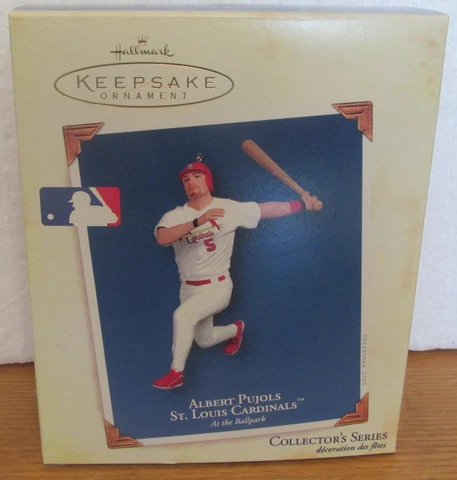 Hallmark
KEEPSAKE
ORNAMENT
Cardinals
5
ALBERT PUJOLS
ST. LOUIS CARDINALS™
At the Ballpark
COLLECTOR'S SERIES
décoration des fêtes